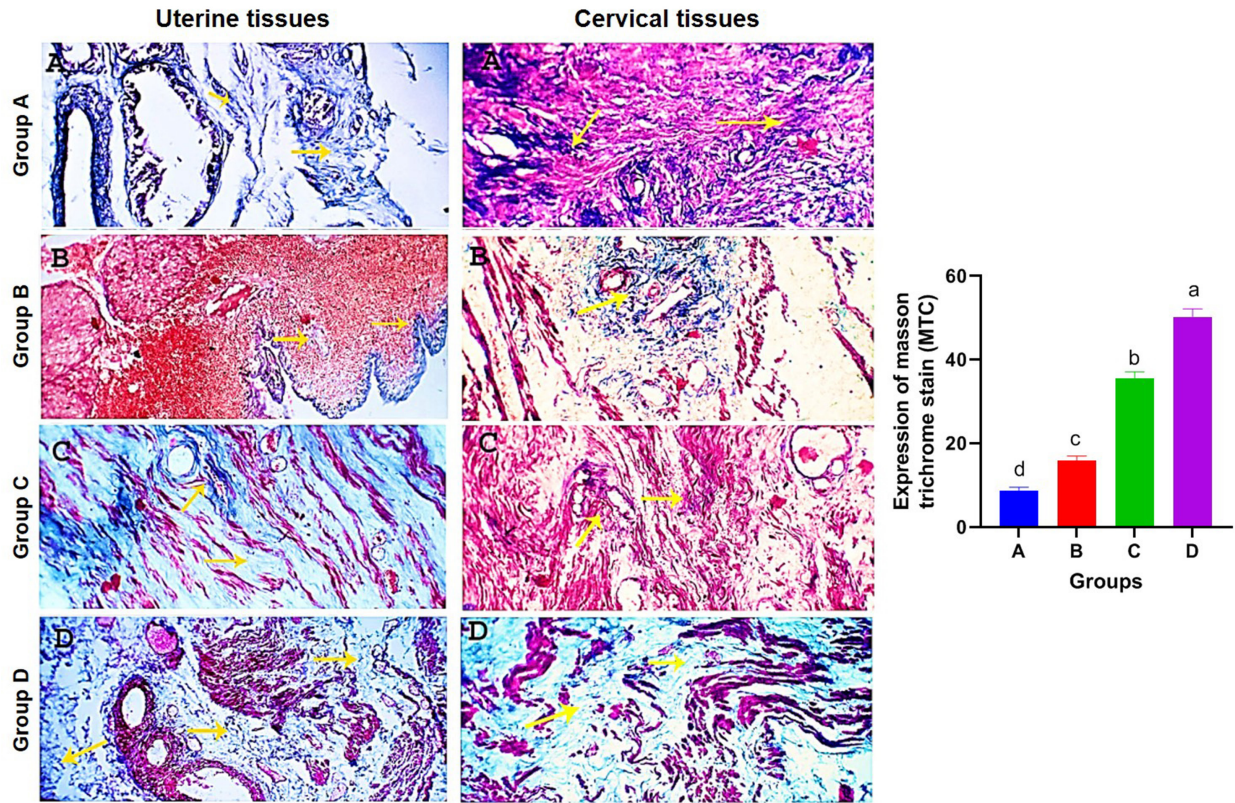 Uterine tissues
Cervical tissues
Group A
A
A
Group B
B
B
Group C
C
C
Group D
D
D
Expression of masson
trichrome stain (MTC)
60
40
20
0
d
c
b
a
A
B
C
D
Groups